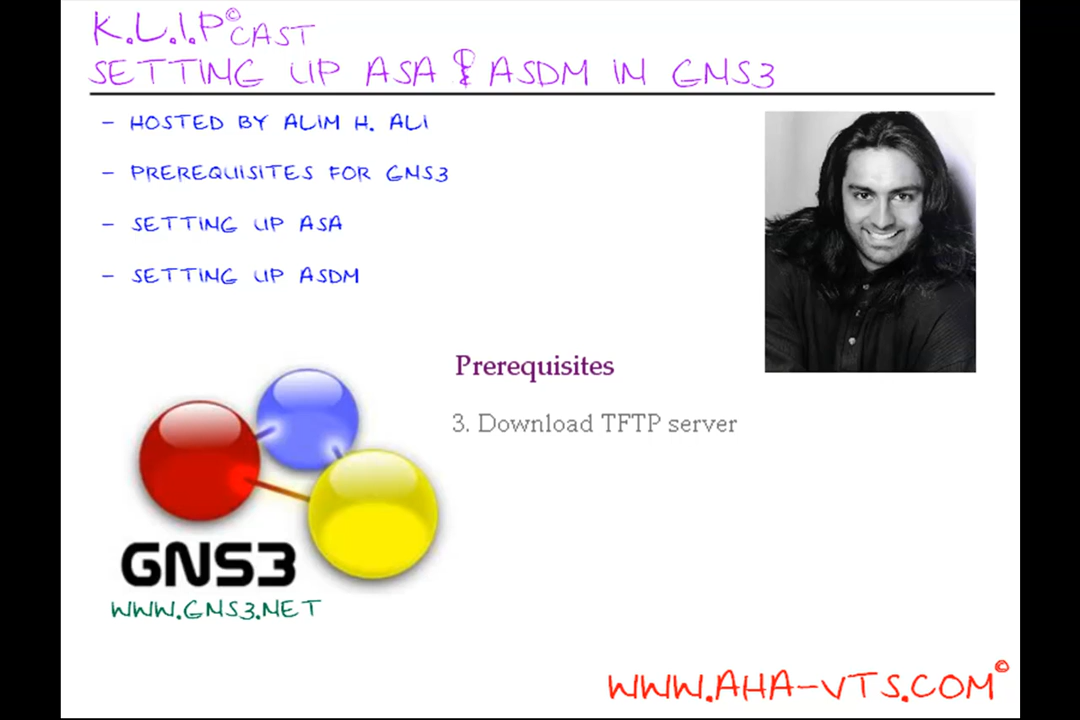 K.L.I.P© CAST
SETTING UP ASA & ASDM IN GNS3
- HOSTED BY ALIM H. ALI
- PREREQUISITES FOR GNS3
- SETTING UP ASA
- SETTING UP ASDM
Prerequisites
3. Download TFTP server
GNS3
WWW.GNS3.NET
WWW.AHA-VTS.COM©